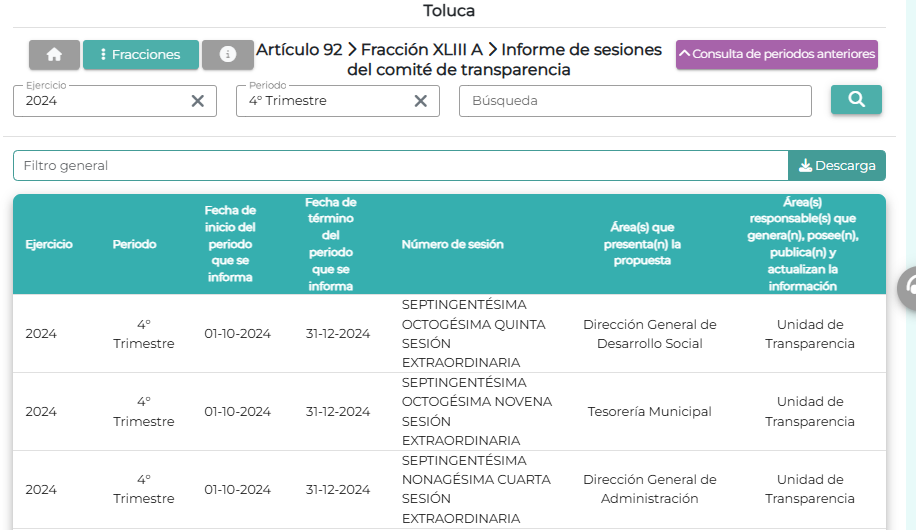 Toluca
Fracciones
Artículo 92 > Fracción XLIII A > Informe de sesiones
del comité de transparencia
Consulta de periodos anteriores
Ejercicio
2024
Periodo
4º Trimestre
Búsqueda
Filtro general
Descarga
Ejercicio
Periodo
Fecha de
inicio del
periodo
que se
informa
Fecha de
término
del
periodo
que se
informa
Número de sesión
Área(s) que
presenta(n) la
propuesta
Área(s)
responsable(s) que
genera(n), posee(n),
publica(n) y
actualizan la
información
2024
4º
Trimestre
01-10-2024
31-12-2024
SEPTINGENTÉSIMA
OCTOGÉSIMA QUINTA
SESIÓN
EXTRAORDINARIA
Dirección General de
Desarrollo Social
Unidad de
Transparencia
2024
4º
Trimestre
01-10-2024
31-12-2024
SEPTINGENTÉSIMA
OCTOGÉSIMA NOVENA
SESIÓN
EXTRAORDINARIA
Tesorería Municipal
Unidad de
Transparencia
2024
4º
Trimestre
01-10-2024
31-12-2024
SEPTINGENTÉSIMA
NONAGÉSIMA CUARTA
SESIÓN
EXTRAORDINARIA
Dirección General de
Administración
Unidad de
Transparencia